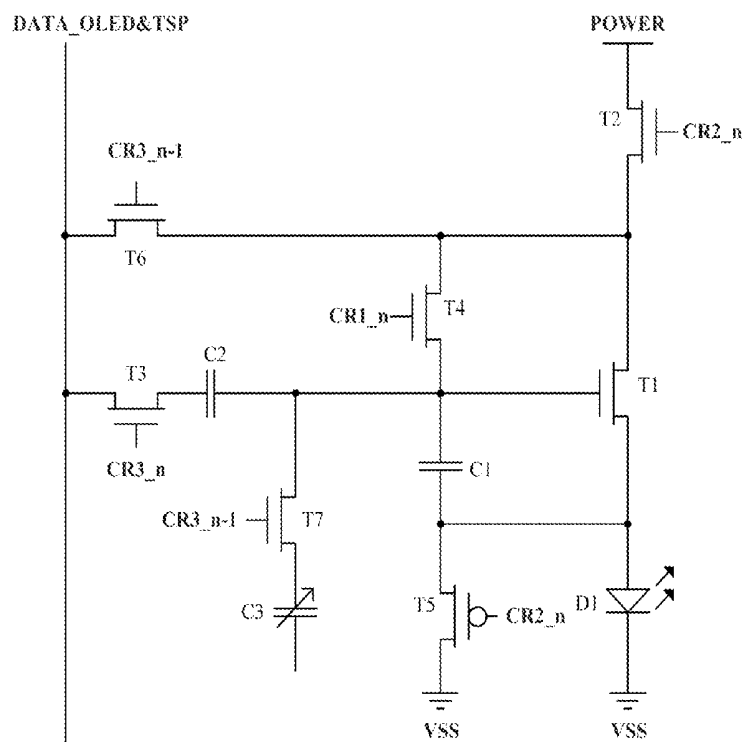 DATA_OLED&TSP
POWER
T2
CR2_n
CR3_n-1
T6
T4
CR1_n
C2
T3
T1
CR3_n
C1
CR3_n-1
T7
T5
D1
C3
CR2_n
VSS
VSS